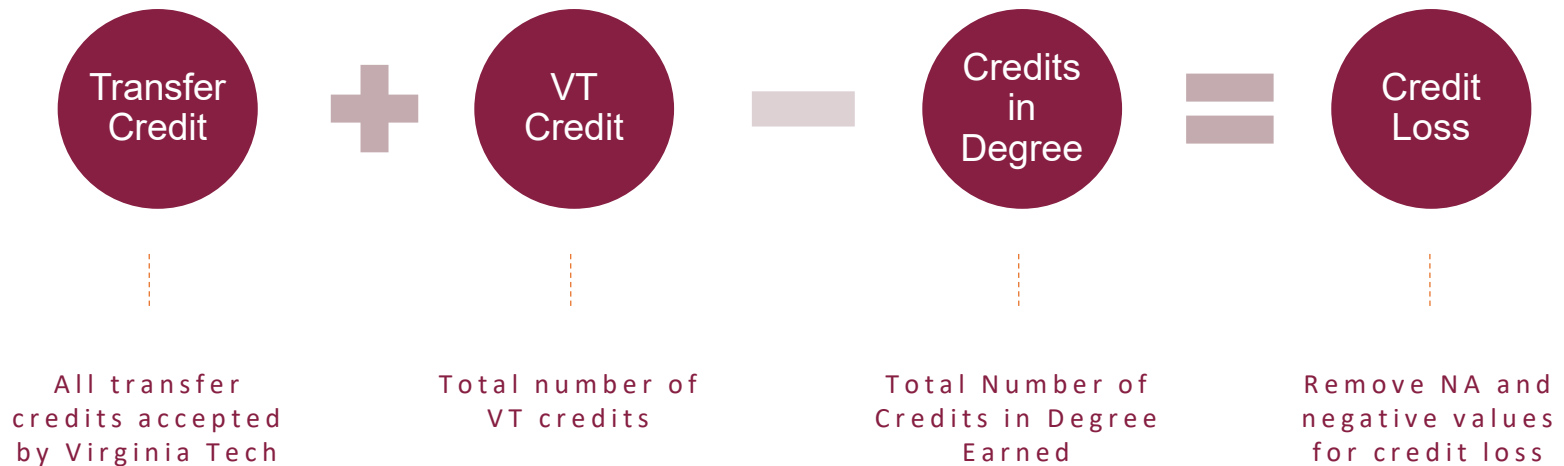 Transfer
Credit
VT
Credit
Credits
in
Degree
Credit
Loss
All transfer
credits accepted
by Virginia Tech
Total number of
VT credits
Total Number of
Credits in Degree
Earned
Remove NA and
negative values
for credit loss